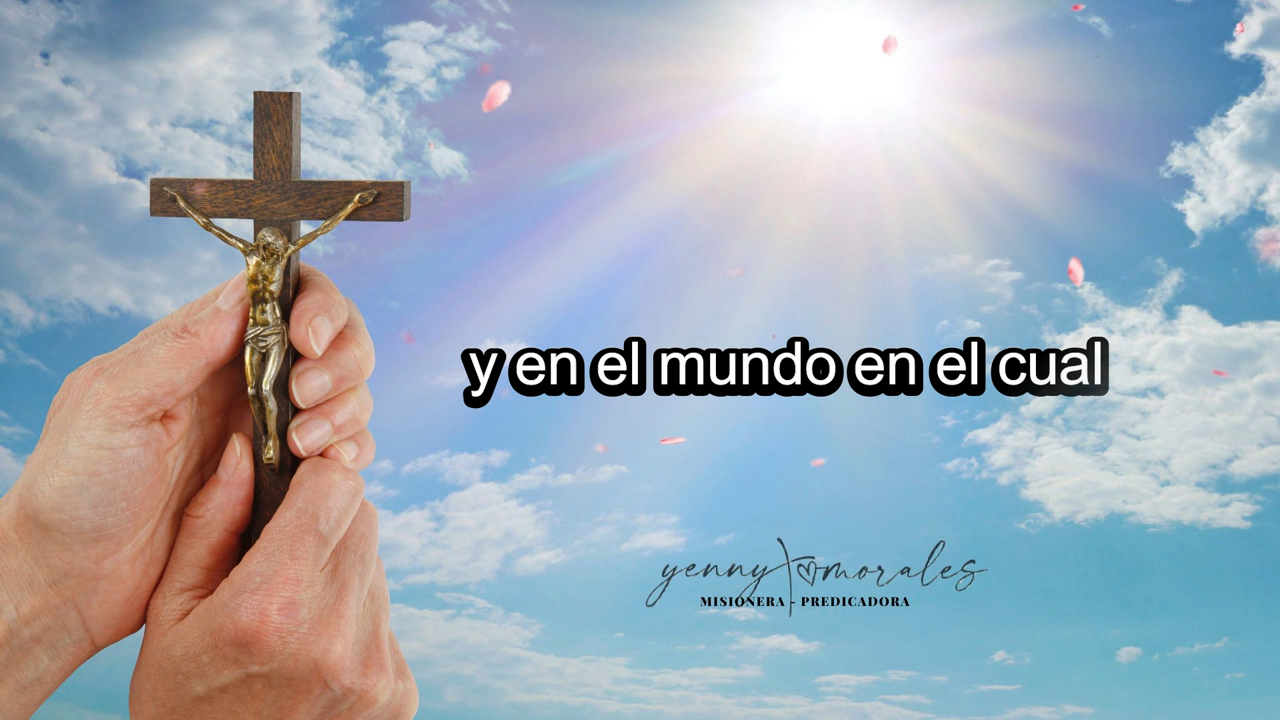 y en el mundo en el cual
yenny morales
MISIONERA - PREDICADORA